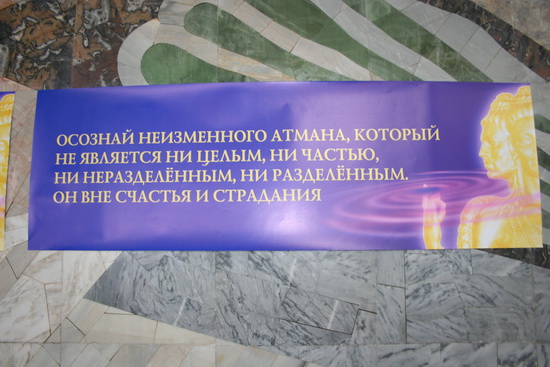 ОСОЗНАЙ НЕИЗМЕННОГО АТМАНА, КОТОРЫЙ
НЕ ЯВЛЯЕТСЯ НИ ЦЕЛЫМ, НИ ЧАСТЬЮ,
НИ НЕРАЗДЕЛЁННЫМ, НИ РАЗДЕЛЁННЫМ.
ОН ВНЕ СЧАСТЬЯ И СТРАДАНИЯ